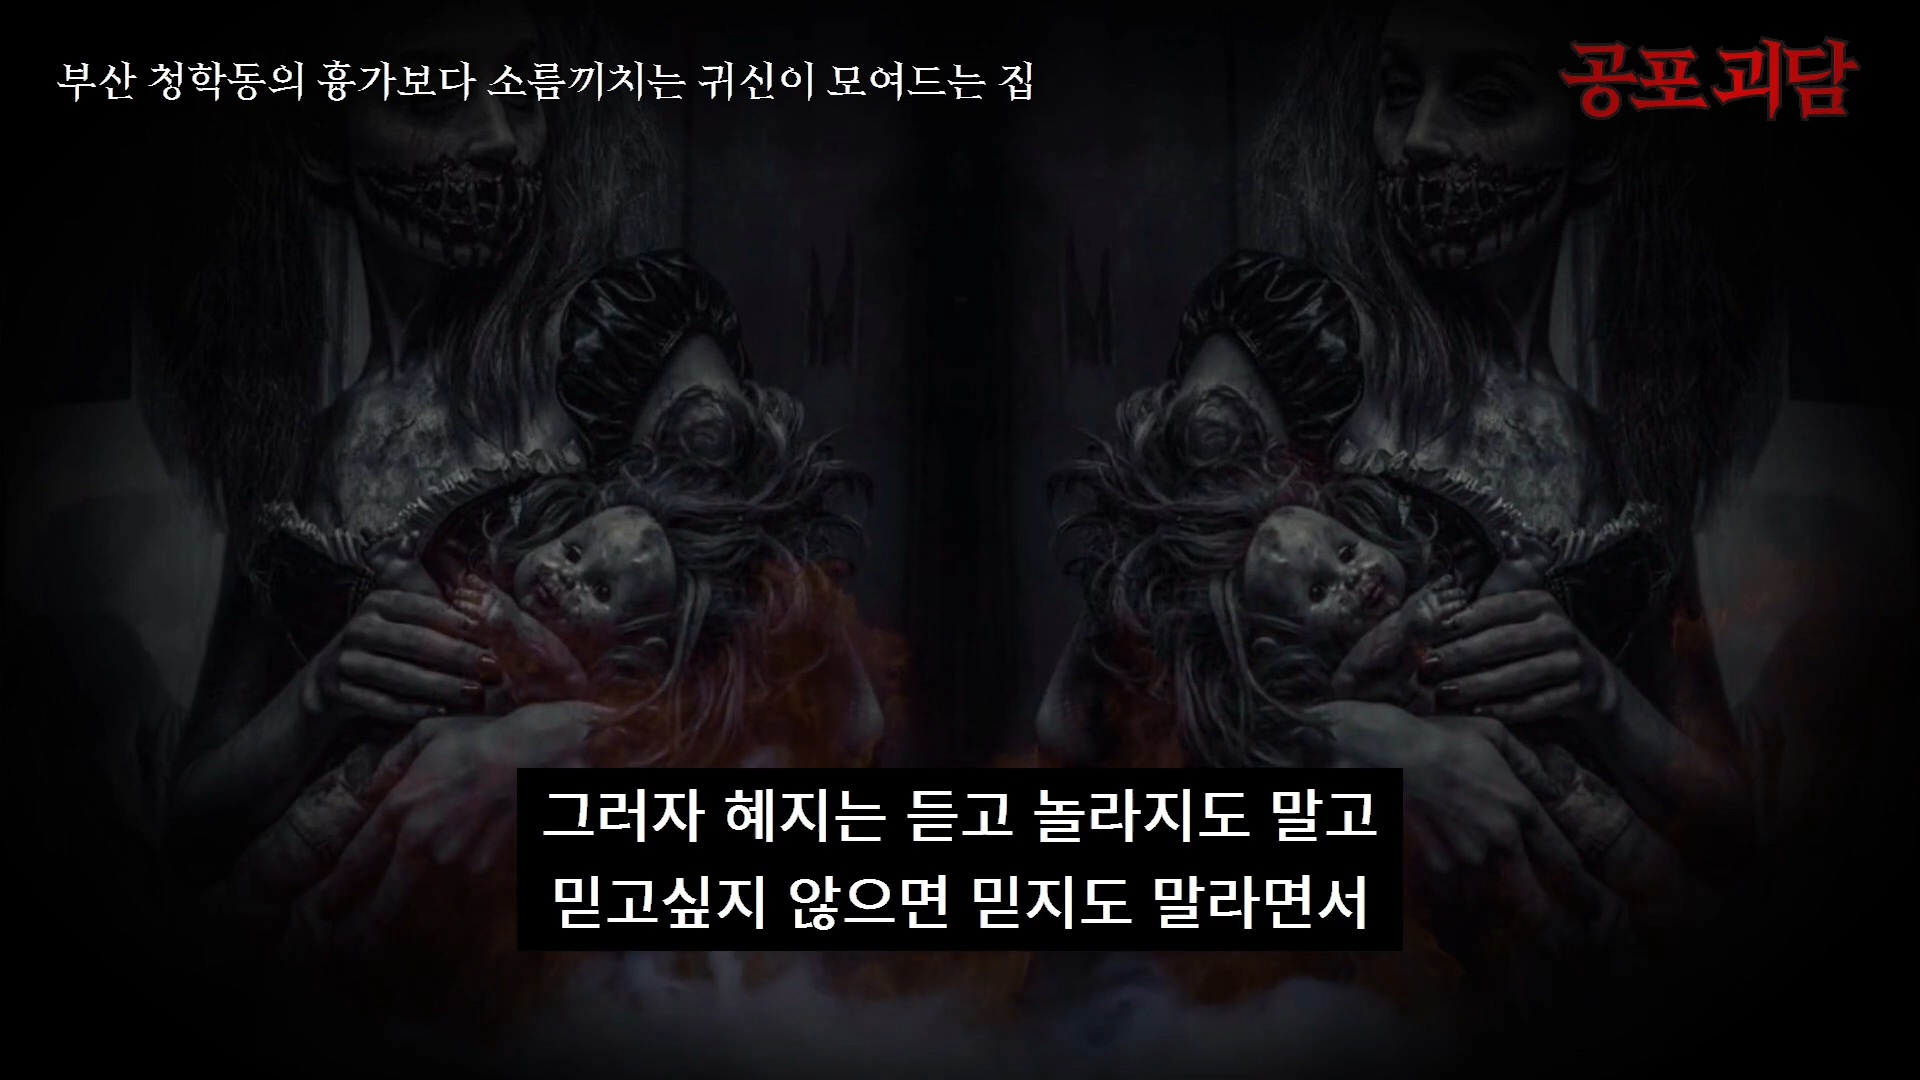 부산 청학동의 흉가보다 소름끼치는 귀신이 모여드는 집
공포괴담
그러자 혜지는 듣고 놀라지도 말고
믿고싶지 않으면 믿지도 말라면서